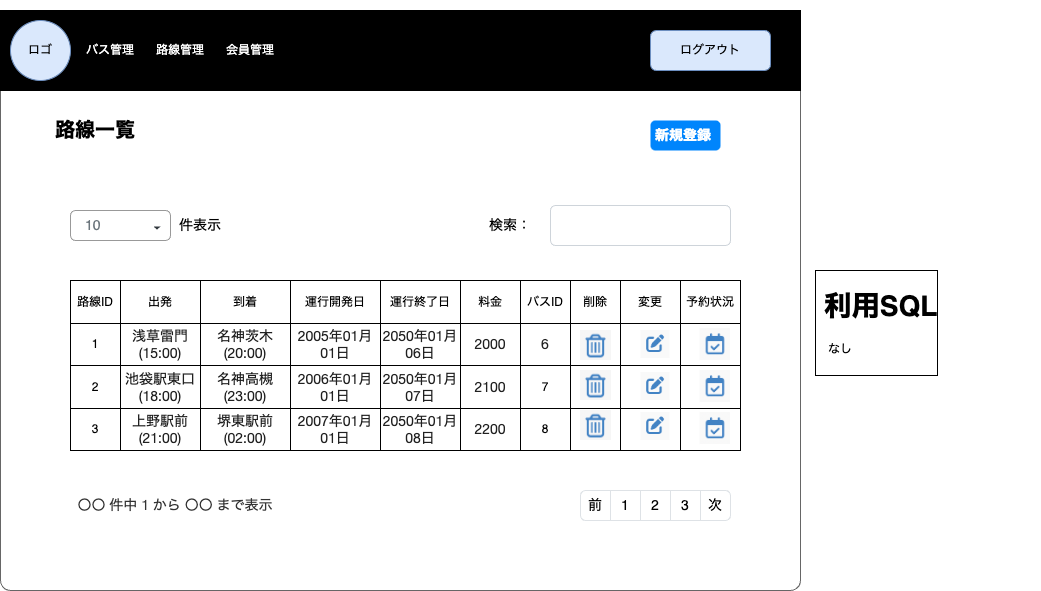 ロゴ バス管理 路線管理 会員管理 ログアウト
路線一覧 新規登録
10 件表示 検索：
路線ID 出発 到着 運行開発日 運行終了日 料金 バスID 削除 変更 予約状況
1 浅草雷門 (15:00) 名神茨木 (20:00) 2005年01月01日 2050年01月06日 2000 6
2 池袋駅東口 (18:00) 名神高槻 (23:00) 2006年01月01日 2050年01月07日 2100 7
3 上野駅前 (21:00) 堺東駅前 (02:00) 2007年01月01日 2050年01月08日 2200 8
〇〇 件中 1 から 〇〇 まで表示 前 1 2 3 次
利用SQL
なし